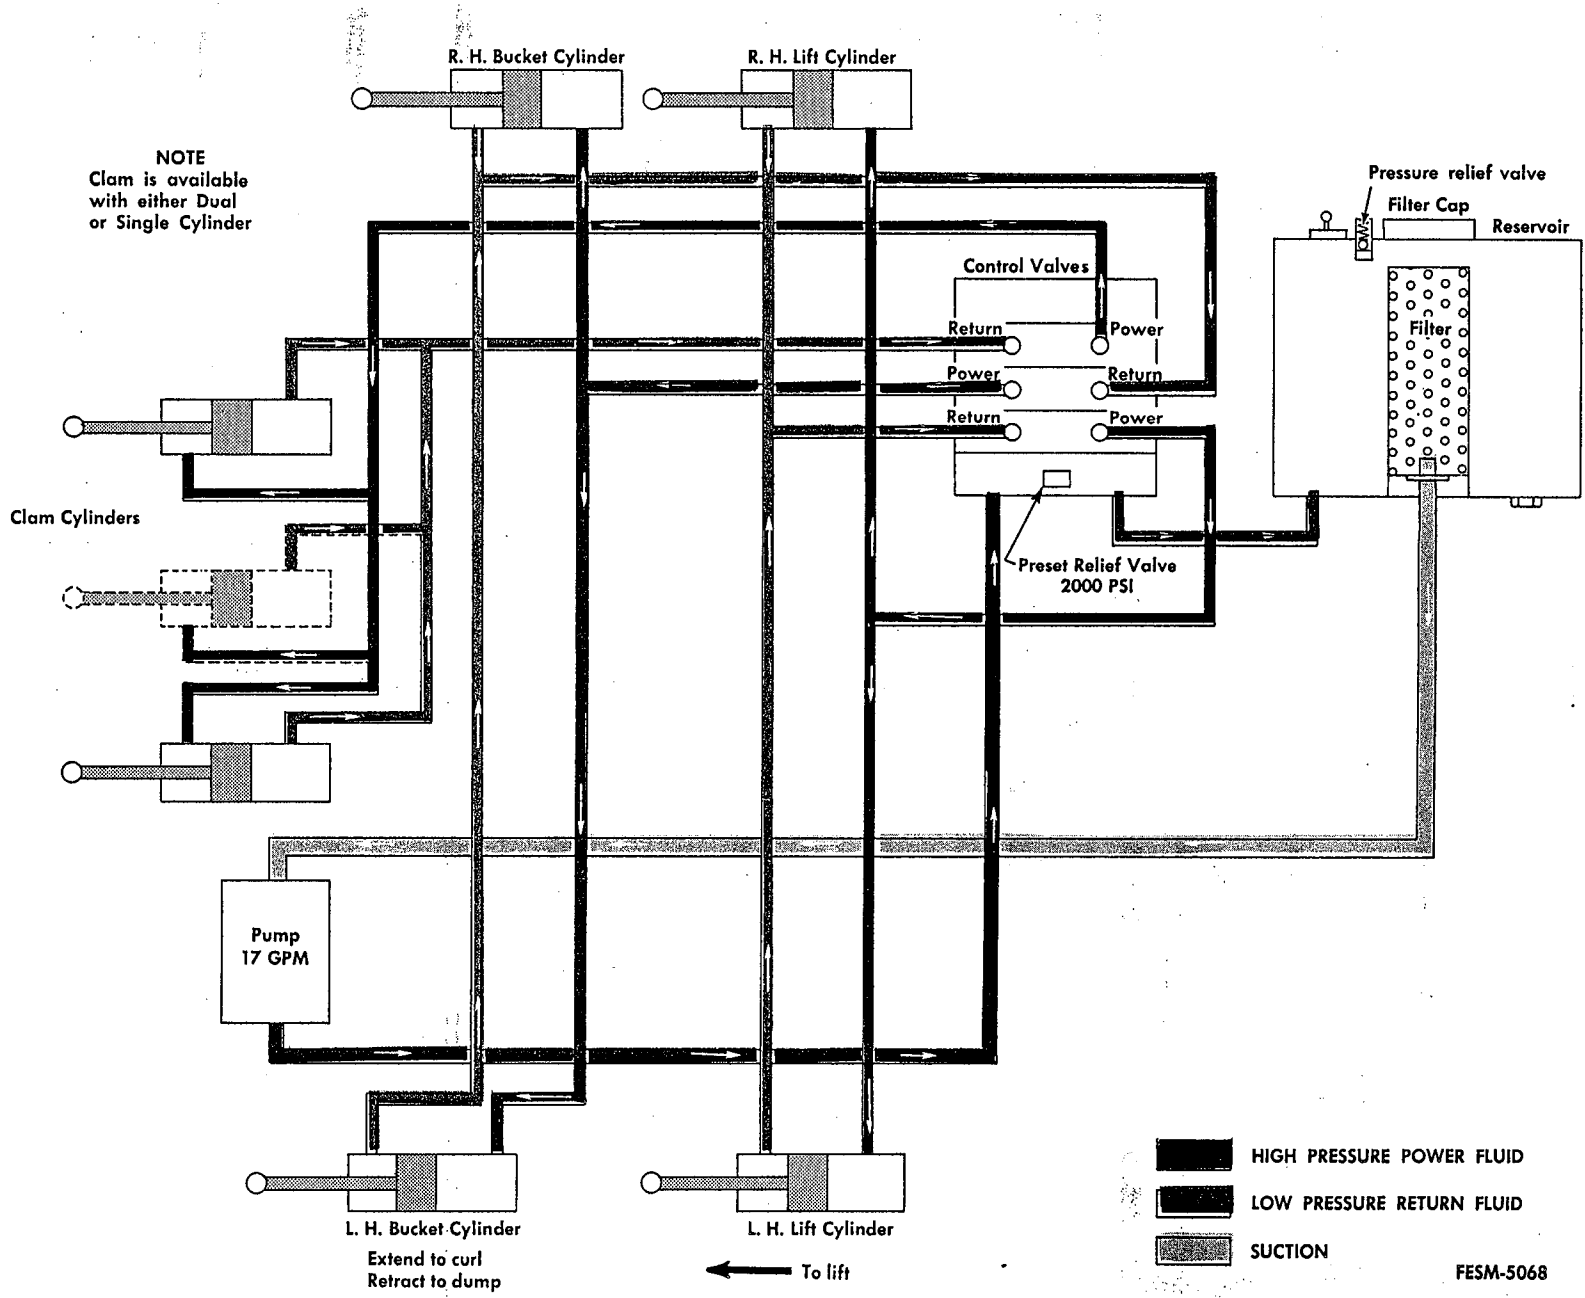 R. H. Bucket Cylinder
R. H. Lift Cylinder
NOTE
Clam is available
with either Dual
or Single Cylinder
Pressure relief valve
Filter Cap
Reservoir
Control Valves
Return
Power
Filter
Power
Return
Return
Power
Clam Cylinders
Preset Relief Valve
2000 PSI
Pump
17 GPM
HIGH PRESSURE POWER FLUID
LOW PRESSURE RETURN FLUID
SUCTION
L. H. Bucket Cylinder
Extend to curl
Retract to dump
L. H. Lift Cylinder
To lift
FESM-5068